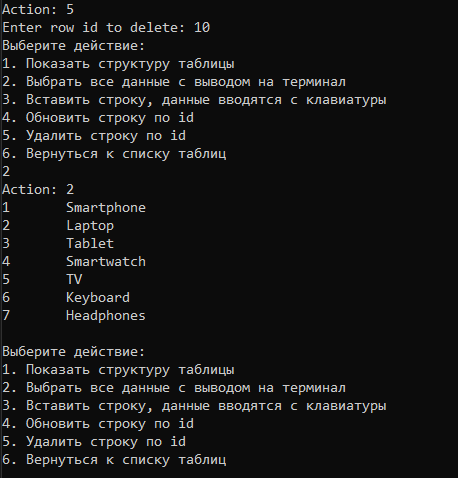 Action: 5
Enter row id to delete: 10
Выберите действие:
1. Показать структуру таблицы
2. Выбрать все данные с выводом на терминал
3. Вставить строку, данные вводятся с клавиатуры
4. Обновить строку по id
5. Удалить строку по id
6. Вернуться к списку таблиц
2
Action: 2
1 Smartphone
2 Laptop
3 Tablet
4 Smartwatch
5 TV
6 Keyboard
7 Headphones
Выберите действие:
1. Показать структуру таблицы
2. Выбрать все данные с выводом на терминал
3. Вставить строку, данные вводятся с клавиатуры
4. Обновить строку по id
5. Удалить строку по id
6. Вернуться к списку таблиц